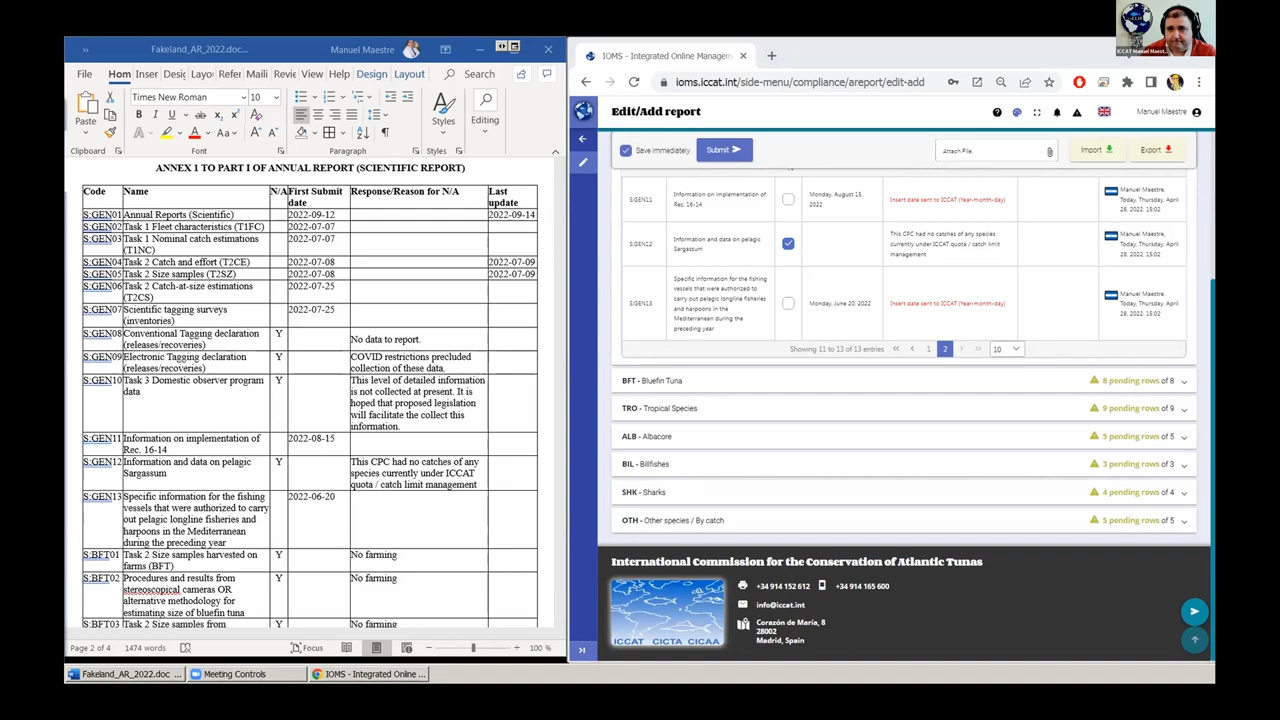 Fakeland_AR_2022.doc...
Manuel Maestre
File Home Inser Desig Layou Refer Maili Revie View Help Design Layout Search
Times New Roman 10
Paste
Styles
Editing
Clipboard Font Paragraph Styles
ANNEX 1 TO PART I OF ANNUAL REPORT (SCIENTIFIC REPORT)
Code Name N/A First Submit date Response/Reason for N/A Last update
S:GEN01 Annual Reports (Scientific) 2022-09-12 2022-09-14
S:GEN02 Task 1 Fleet characteristics (T1FC) 2022-07-07
S:GEN03 Task 1 Nominal catch estimations (T1NC) 2022-07-07
S:GEN04 Task 2 Catch and effort (T2CE) 2022-07-08 2022-07-09
S:GEN05 Task 2 Size samples (T2SZ) 2022-07-08 2022-07-09
S:GEN06 Task 2 Catch-at-size estimations (T2CS) 2022-07-25
S:GEN07 Scientific tagging surveys (inventories) 2022-07-25
S:GEN08 Conventional Tagging declaration (releases/recoveries) Y No data to report.
S:GEN09 Electronic Tagging declaration (releases/recoveries) Y COVID restrictions precluded collection of these data.
S:GEN10 Task 3 Domestic observer program data Y This level of detailed information is not collected at present. It is hoped that proposed legislation will facilitate the collect this information.
S:GEN11 Information on implementation of Rec. 16-14 2022-08-15
S:GEN12 Information and data on pelagic Sargassum Y This CPC had no catches of any species currently under ICCAT quota / catch limit management
S:GEN13 Specific information for the fishing vessels that were authorized to carry out pelagic longline fisheries and harpoons in the Mediterranean during the preceding year 2022-06-20
S:BFT01 Task 2 Size samples harvested on farms (BFT) Y No farming
S:BFT02 Procedures and results from stereoscopical cameras OR alternative methodology for estimating size of bluefin tuna Y No farming
S:BFT03 Task 2 Size samples from Y No farming
Page 2 of 4 1474 words Focus 100 %
IOMS - Integrated Online Managem
ioms.iccat.int/side-menu/compliance/areport/edit-add
Edit/Add report
Manuel Maestre
Save immediately Submit Attach File. Import Export
S:GEN11 Information on implementation of Rec. 16-14 Monday, August 15, 2022 Insert date sent to ICCAT (Year-month-day) Manuel Maestre, Today, Thursday, April 28, 2022, 15:02
S:GEN12 Information and data on pelagic Sargassum This CPC had no catches of any species currently under ICCAT quota / catch limit management Manuel Maestre, Today, Thursday, April 28, 2022, 15:02
S:GEN13 Specific information for the fishing vessels that were authorized to carry out pelagic longline fisheries and harpoons in the Mediterranean during the preceding year Monday, June 20, 2022 Insert date sent to ICCAT (Year-month-day) Manuel Maestre, Today, Thursday, April 28, 2022, 15:02
Showing 11 to 13 of 13 entries 1 2 10
BFT - Bluefin Tuna 8 pending rows of 8
TRO - Tropical Species 9 pending rows of 9
ALB - Albacore 5 pending rows of 5
BIL - Billfishes 3 pending rows of 3
SHK - Sharks 4 pending rows of 4
OTH - Other species / By catch 5 pending rows of 5
International Commission for the Conservation of Atlantic Tunas
ICCAT CICTA CICAA
+34 914 152 612 +34 914 165 600
info@iccat.int
Corazón de María, 8
28002
Madrid, Spain
Fakeland_AR_2022.doc ... Meeting Controls IOMS - Integrated Online ...
ICCAT Manuel Maest...